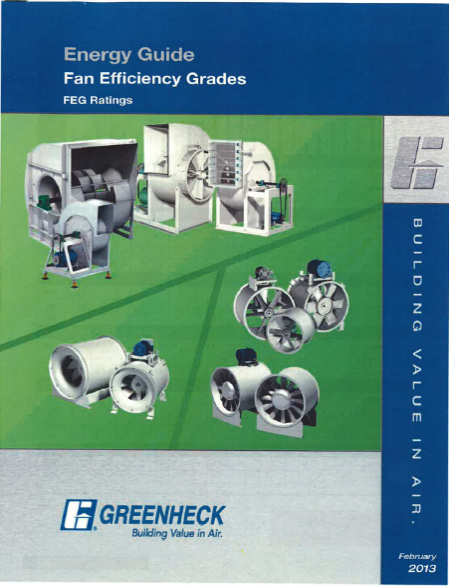 Energy Guide
Fan Efficiency Grades
FEG Ratings
BUILDING VALUE IN AIR.
GREENHECK
Building Value in Air.
February
2013